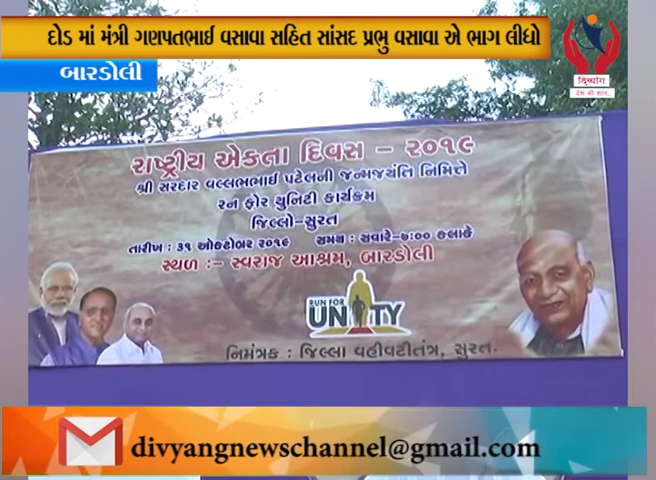 દોડ માં મંત્રી ગણપતભાઈ વસાવા સહિત સાંસદ પ્રભુ વસાવા એ ભાગ લીધો
બારડોલી
दिव्यांग
देश की शान..
રાષ્ટ્રીય એકતા દિવસ – ૨૦૧૯
શ્રી સરદાર વલ્લભભાઈ પટેલની જન્મજયંતિ નિમિત્તે
રન ફોર યુનિટી કાર્યક્રમ
જિલ્લો-સુરત
તારીખ : ૩૧ ઓક્ટોબર ૨૦૧૯ સમય : સવારે-૭:૦૦ કલાકે
સ્થળ :- સ્વરાજ આશ્રમ, બારડોલી
RUN FOR
UNITY
નિમંત્રક : જિલ્લા વહીવટીતંત્ર, સુરત.
divyangnewschannel@gmail.com